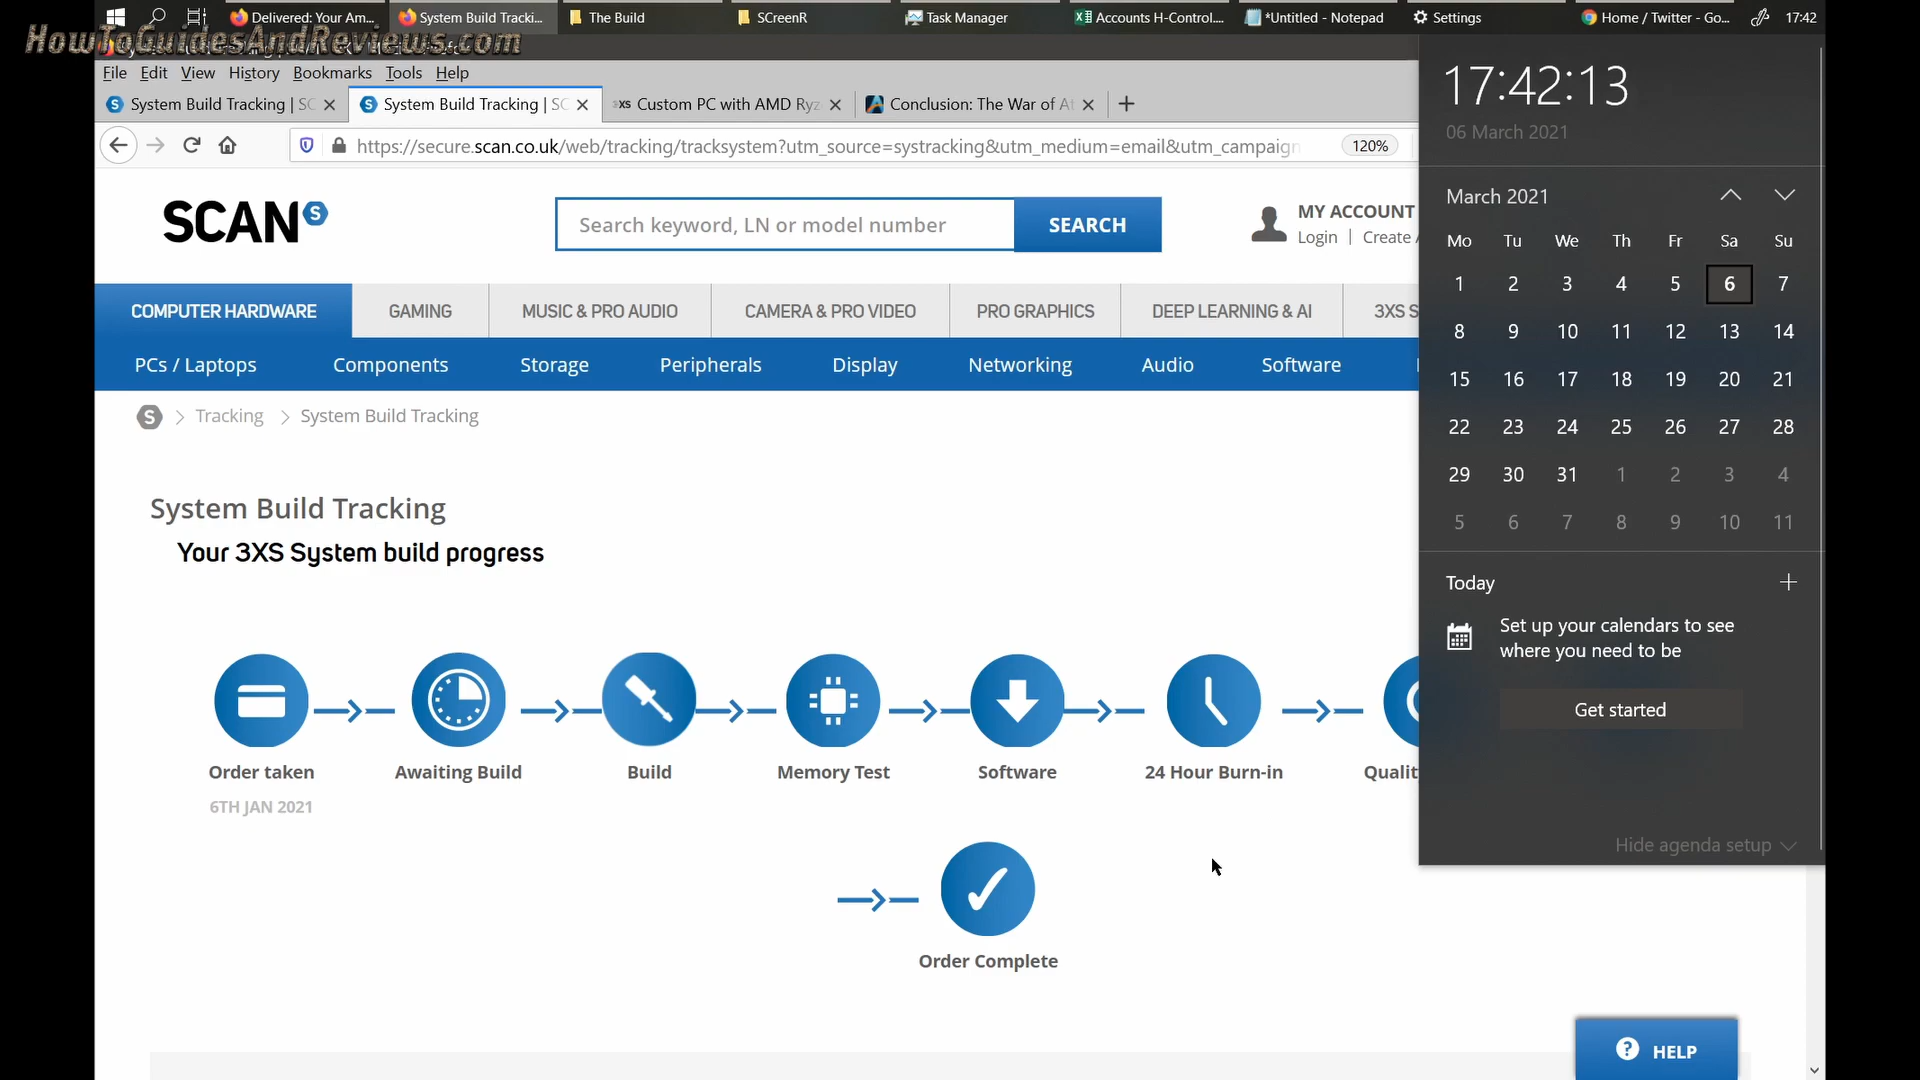 Delivered: Your Am...
System Build Tracki...
The Build
SCreenR
Task Manager
Accounts H-Control....
*Untitled - Notepad
Settings
Home / Twitter - Go...
17:42
HowToGuidesAndReviews.com
File Edit View History Bookmarks Tools Help
System Build Tracking | SC
System Build Tracking | SC
3XS Custom PC with AMD Ryz
Conclusion: The War of At
https://secure.scan.co.uk/web/tracking/tracksystem?utm_source=systracking&utm_medium=email&utm_campaign
120%
SCAN S
Search keyword, LN or model number
SEARCH
MY ACCOUNT
Login | Create A
COMPUTER HARDWARE
GAMING
MUSIC & PRO AUDIO
CAMERA & PRO VIDEO
PRO GRAPHICS
DEEP LEARNING & AI
3XS S
PCs / Laptops
Components
Storage
Peripherals
Display
Networking
Audio
Software
S > Tracking > System Build Tracking
System Build Tracking
Your 3XS System build progress
Order taken
6TH JAN 2021
Awaiting Build
Build
Memory Test
Software
24 Hour Burn-in
Qualit
Order Complete
HELP
17:42:13
06 March 2021
March 2021
Mo Tu We Th Fr Sa Su
1 2 3 4 5 6 7
8 9 10 11 12 13 14
15 16 17 18 19 20 21
22 23 24 25 26 27 28
29 30 31 1 2 3 4
5 6 7 8 9 10 11
Today
Set up your calendars to see
where you need to be
Get started
Hide agenda setup